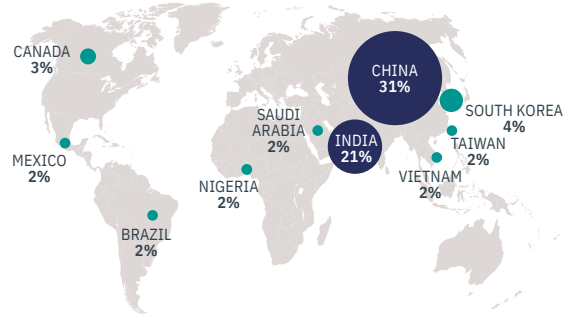 CANADA
3%
CHINA
31%
SOUTH KOREA
4%
SAUDI
ARABIA
2%
INDIA
21%
TAIWAN
2%
MEXICO
2%
NIGERIA
2%
VIETNAM
2%
BRAZIL
2%